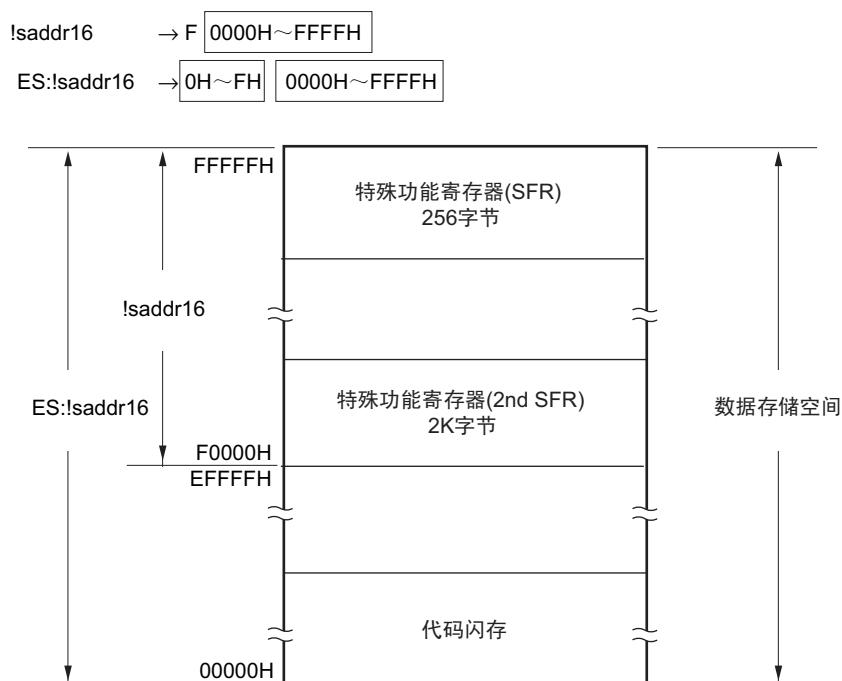 !saddr16 → F 0000H～FFFFH
ES:!saddr16 → 0H～FH 0000H～FFFFH
FFFFFH
特殊功能寄存器(SFR)
256字节
!saddr16
ES:!saddr16
特殊功能寄存器(2nd SFR)
2K字节
数据存储空间
F0000H
EFFFFH
代码闪存
00000H